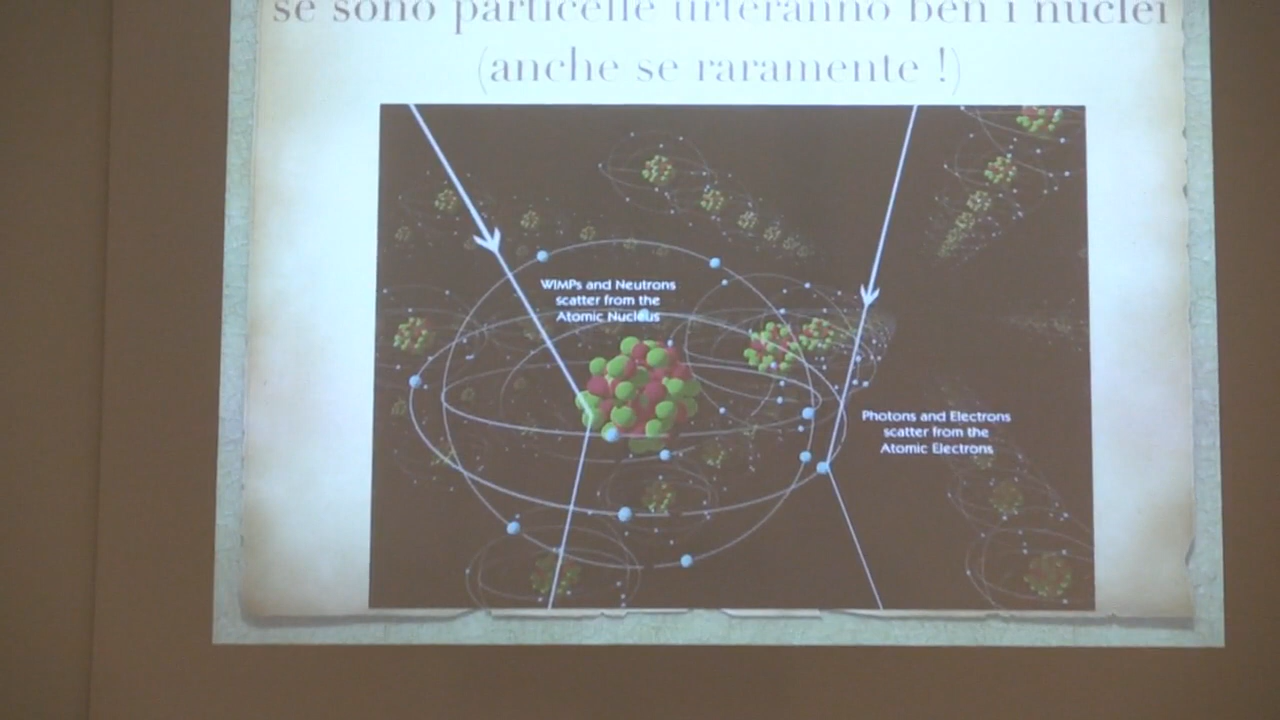 se sono particelle urteranno ben i nuclei
(anche se raramente !)
WIMPs and Neutrons
scatter from the
Atomic Nucleus
Photons and Electrons
scatter from the
Atomic Electrons